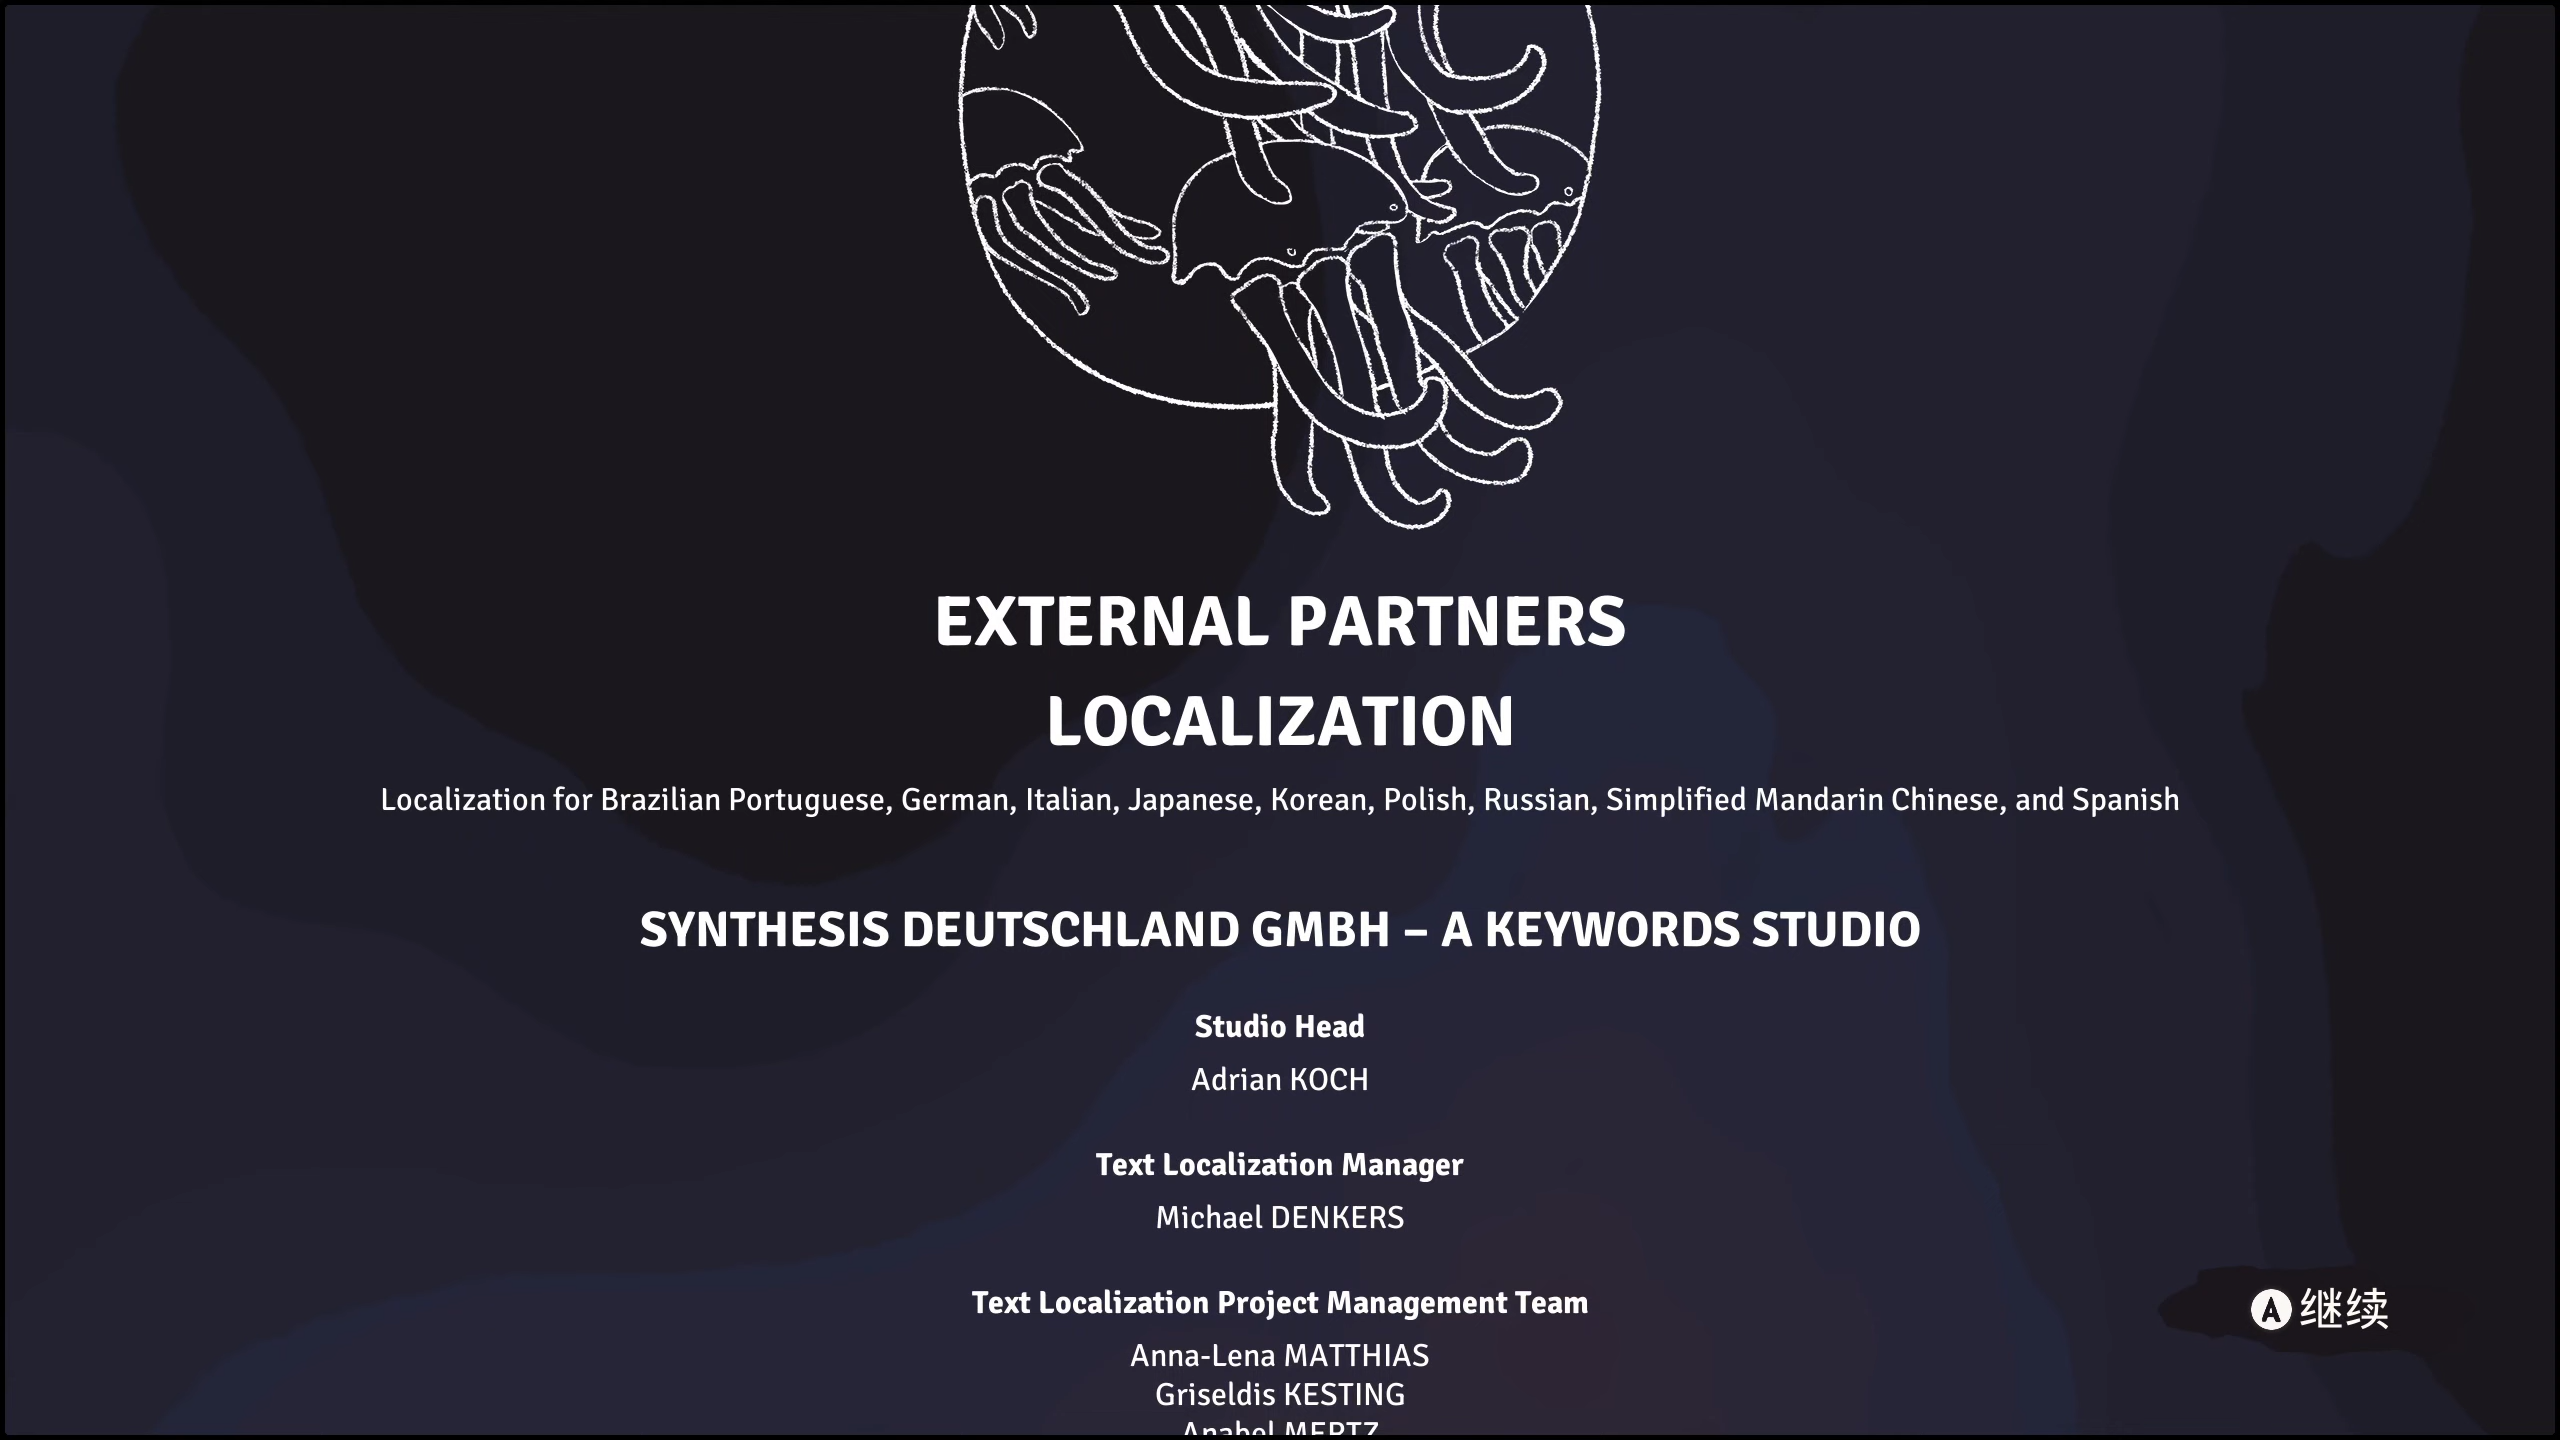 EXTERNAL PARTNERS
LOCALIZATION
Localization for Brazilian Portuguese, German, Italian, Japanese, Korean, Polish, Russian, Simplified Mandarin Chinese, and Spanish
SYNTHESIS DEUTSCHLAND GMBH – A KEYWORDS STUDIO
Studio Head
Adrian KOCH
Text Localization Manager
Michael DENKERS
Text Localization Project Management Team
Anna-Lena MATTHIAS
Griseldis KESTING
Anabel MERTZ
A 继续